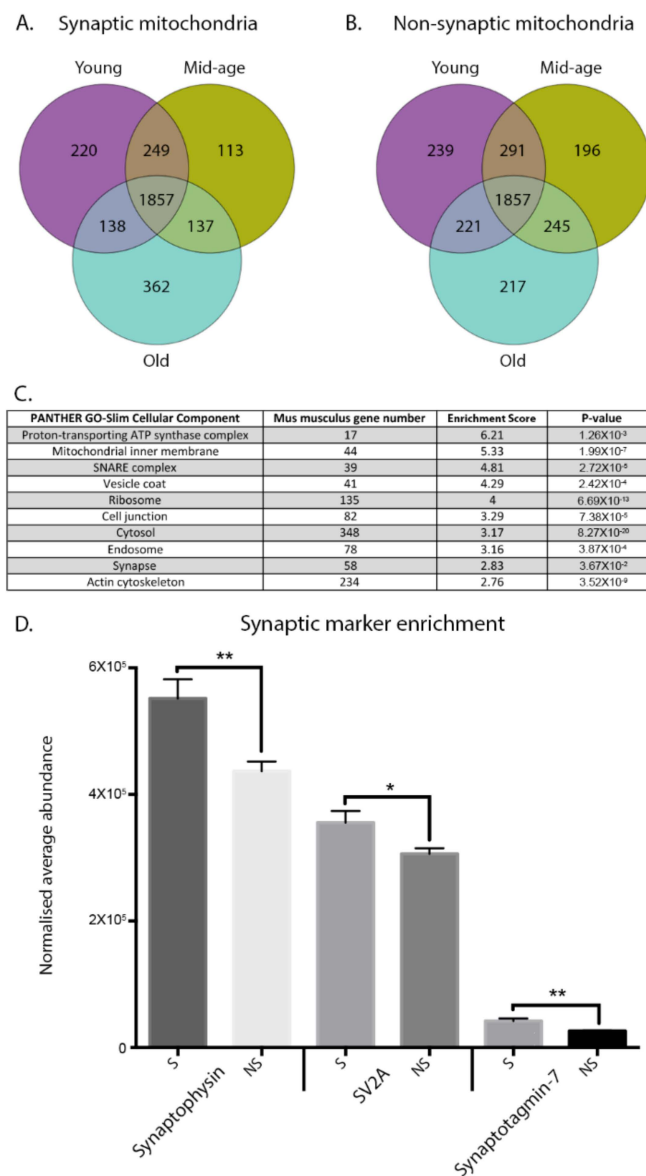 A. Synaptic mitochondria
B. Non-synaptic mitochondria
Young Mid-age
Young Mid-age
220 249 113
239 291 196
1857
1857
138 137
221 245
362
217
Old
Old
C.
PANTHER GO-Slim Cellular Component Mus musculus gene number Enrichment Score P-value
Proton-transporting ATP synthase complex 17 6.21 1.26X10⁻³
Mitochondrial inner membrane 44 5.33 1.99X10⁻⁷
SNARE complex 39 4.81 2.72X10⁻⁵
Vesicle coat 41 4.29 2.42X10⁻⁴
Ribosome 135 4 6.69X10⁻¹³
Cell junction 82 3.29 7.38X10⁻⁵
Cytosol 348 3.17 8.27X10⁻²⁰
Endosome 78 3.16 3.87X10⁻⁴
Synapse 58 2.83 3.67X10⁻²
Actin cytoskeleton 234 2.76 3.52X10⁻⁹
D. Synaptic marker enrichment
Normalised average abundance
6X10⁵
4X10⁵
2X10⁵
0
** * **
S NS S NS S NS
Synaptophysin SV2A Synaptotagmin-7